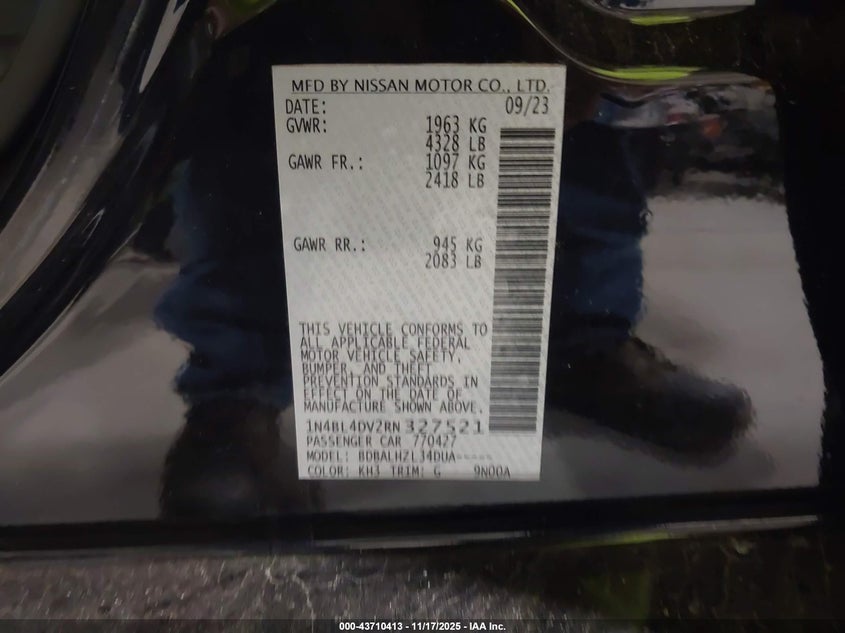 MFD BY NISSAN MOTOR CO., LTD.
DATE: 09/23
GVWR: 1963 KG
4328 LB
GAWR FR.: 1097 KG
2418 LB
GAWR RR.: 945 KG
2083 LB
THIS VEHICLE CONFORMS TO
ALL APPLICABLE FEDERAL
MOTOR VEHICLE SAFETY,
BUMPER, AND THEFT
PREVENTION STANDARDS IN
EFFECT ON THE DATE OF
MANUFACTURE SHOWN ABOVE.
1N4BL4DV2RN327521
PASSENGER CAR 770427
MODEL: BDBALHZLJ4DUA-----
COLOR: KH3 TRIM: G 9N00A
000-43710413 - 11/17/2025 - IAA Inc.